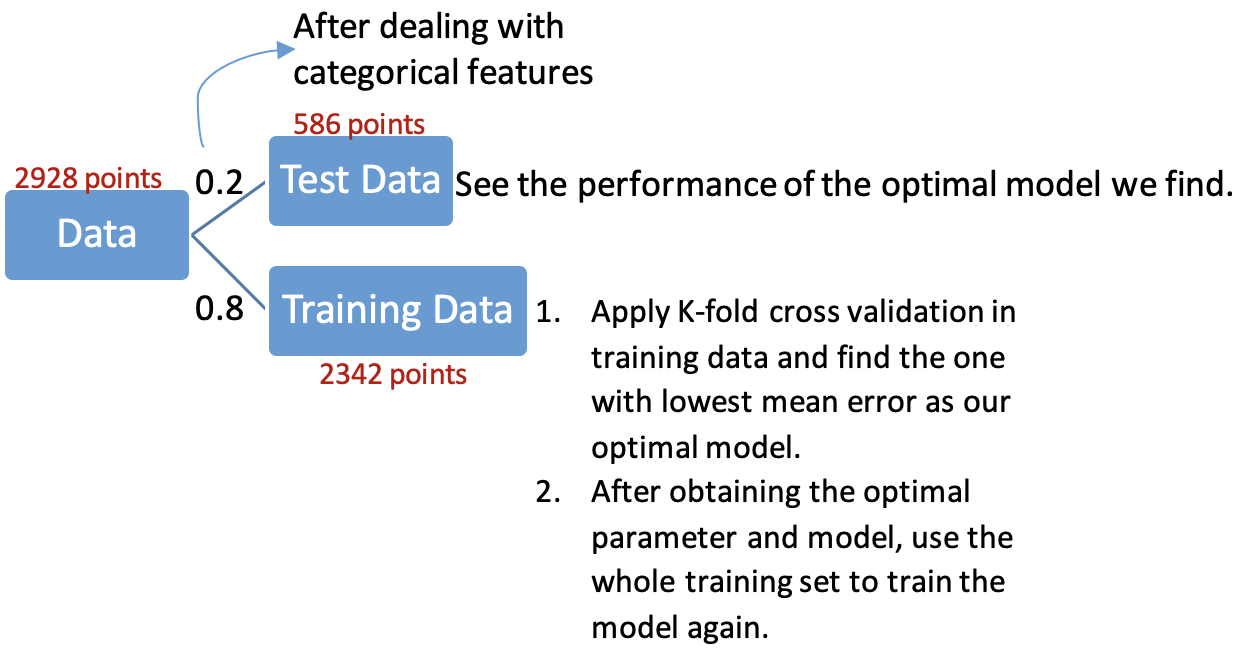 After dealing with
categorical features
586 points
2928 points
0.2
Test Data
See the performance of the optimal model we find.
Data
0.8
Training Data
2342 points
1. Apply K-fold cross validation in
training data and find the one
with lowest mean error as our
optimal model.
2. After obtaining the optimal
parameter and model, use the
whole training set to train the
model again.